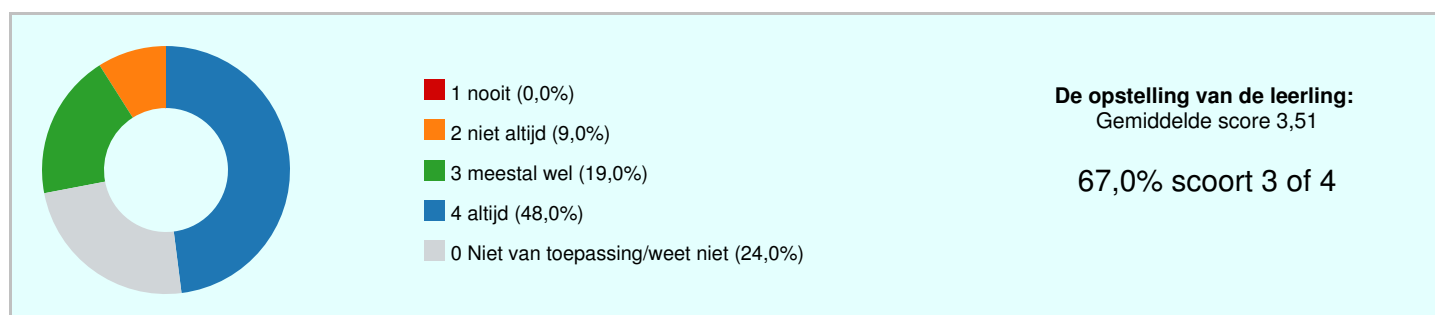 1 nooit (0,0%)
2 niet altijd (9,0%)
3 meestal wel (19,0%)
4 altijd (48,0%)
0 Niet van toepassing/weet niet (24,0%)
De opstelling van de leerling:
Gemiddelde score 3,51
67,0% scoort 3 of 4